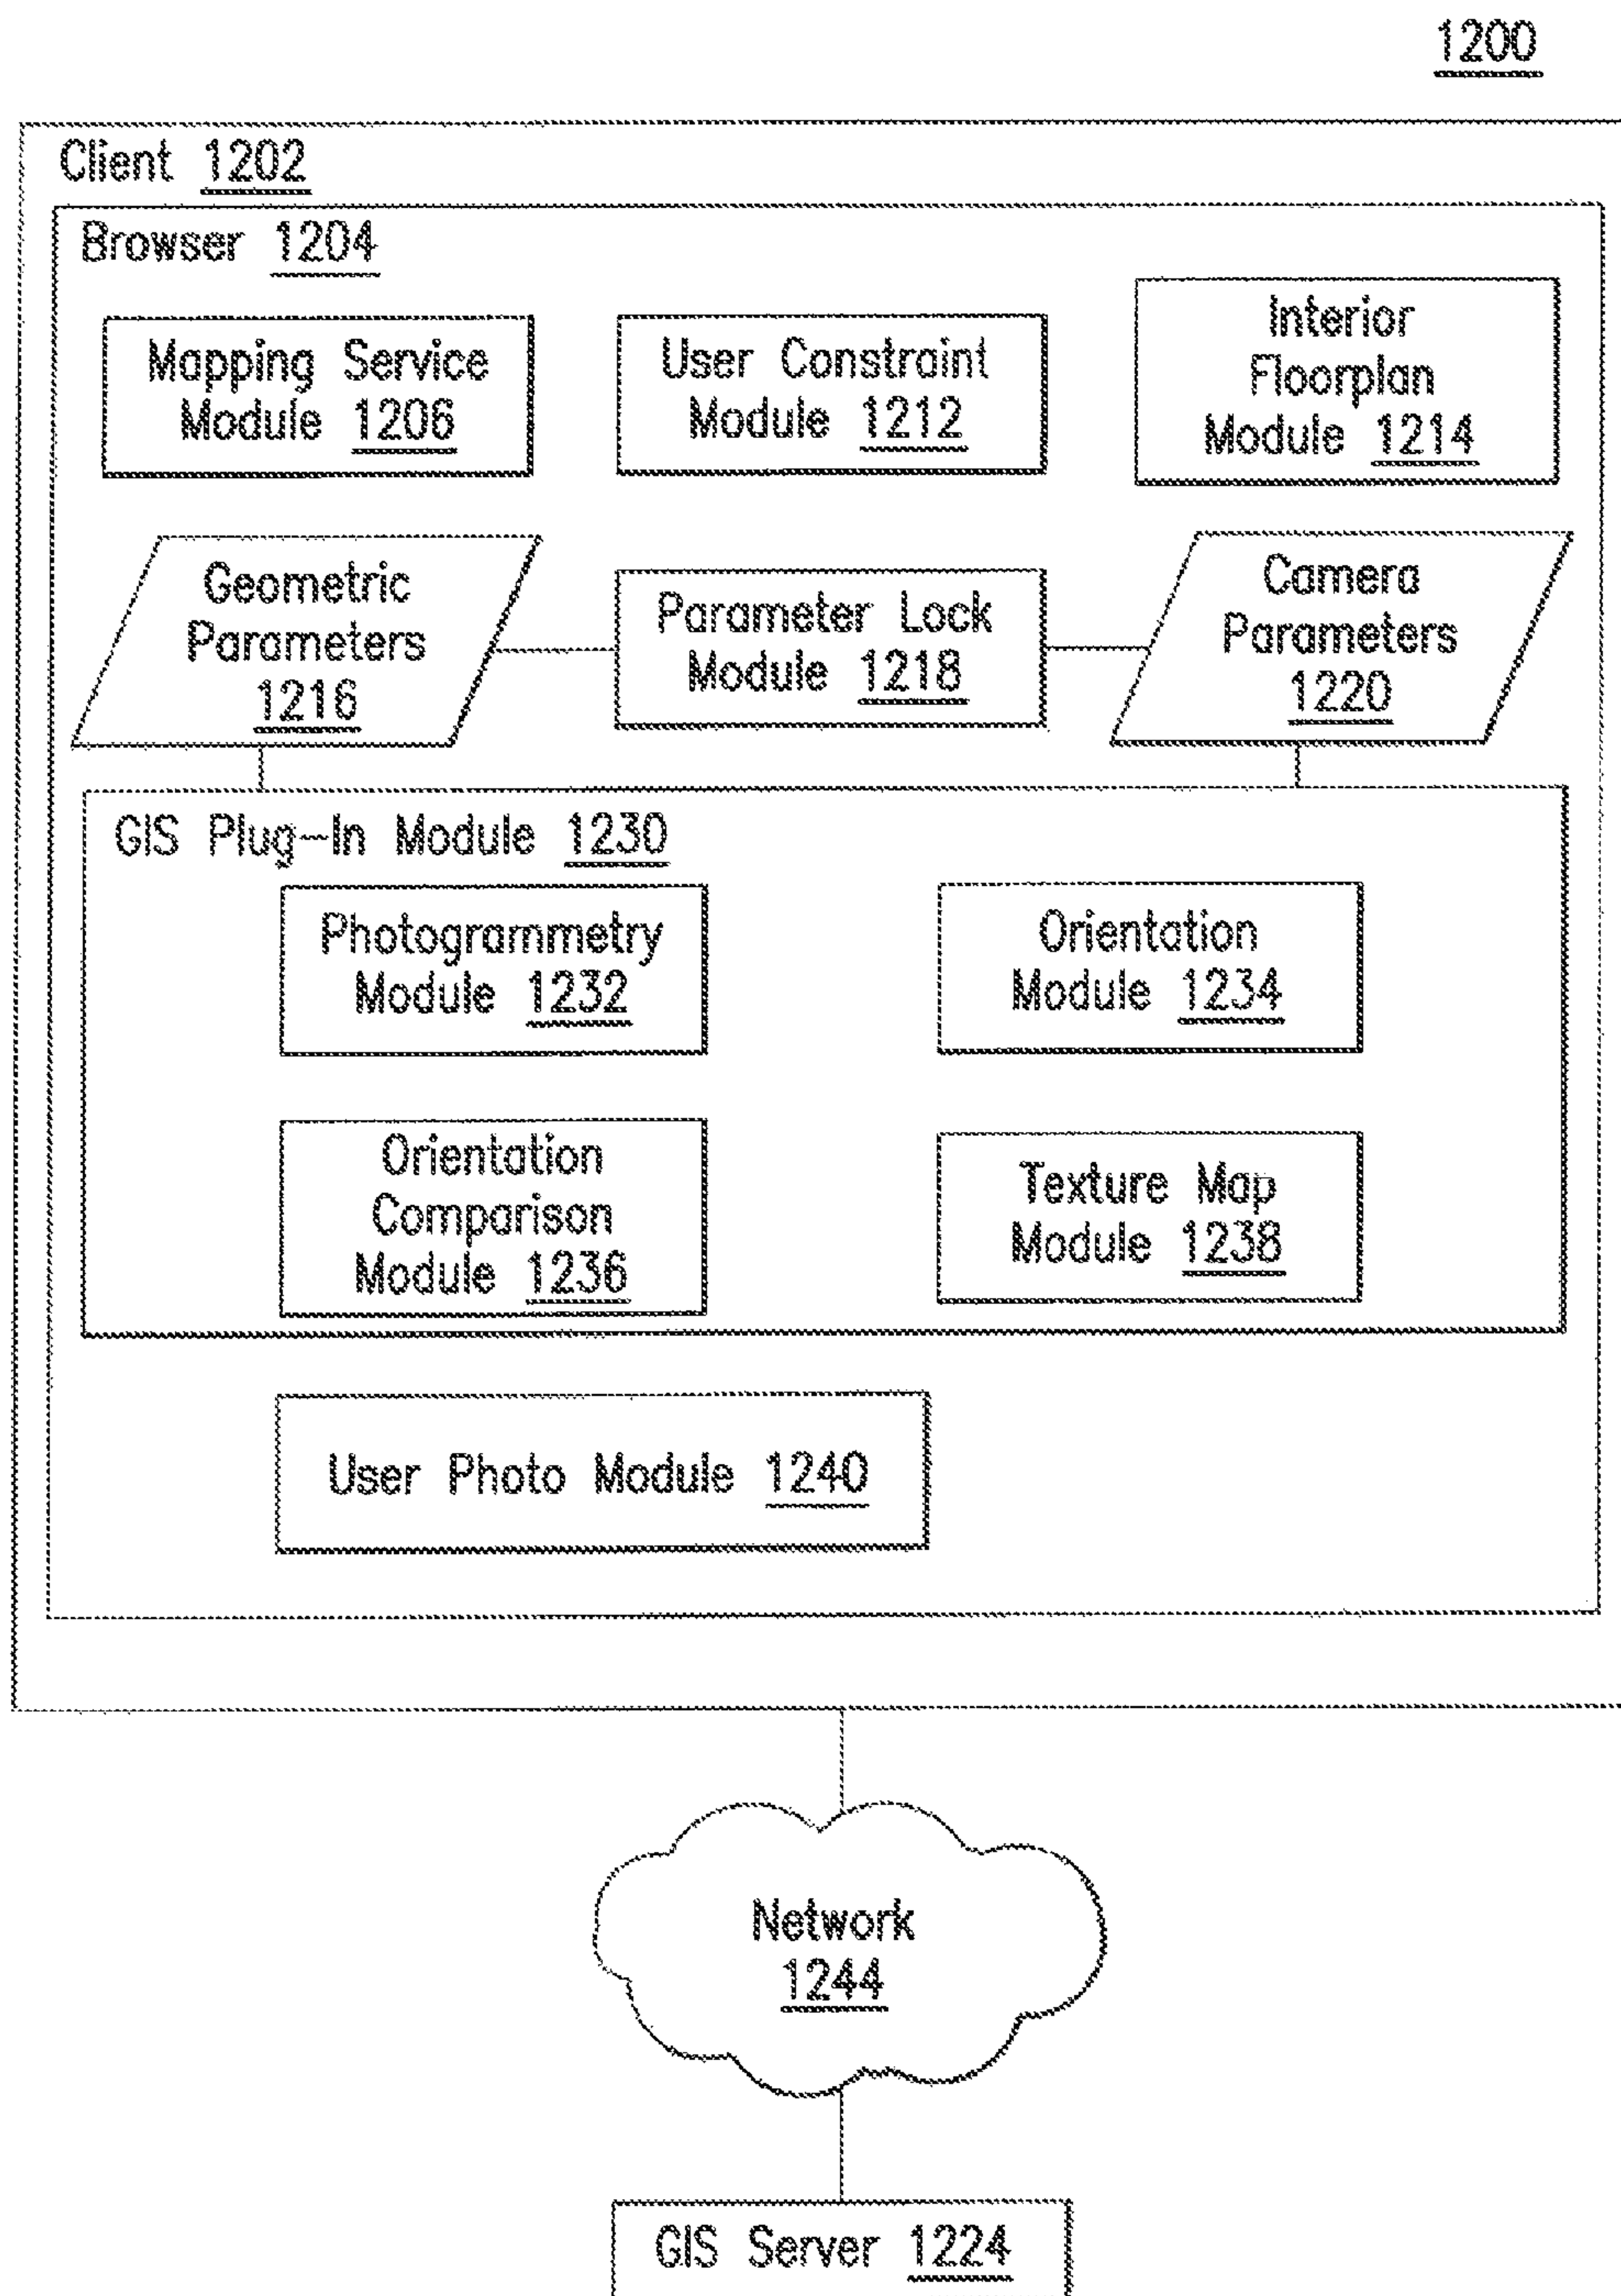 1200
Client 1202
Browser 1204
Mapping Service
Module 1206
User Constraint
Module 1212
Interior
Floorplan
Module 1214
Geometric
Parameters
1216
Parameter Lock
Module 1218
Camera
Parameters
1220
GIS Plug-In Module 1230
Photogrammetry
Module 1232
Orientation
Module 1234
Orientation
Comparison
Module 1236
Texture Map
Module 1238
User Photo Module 1240
Network
1244
GIS Server 1224